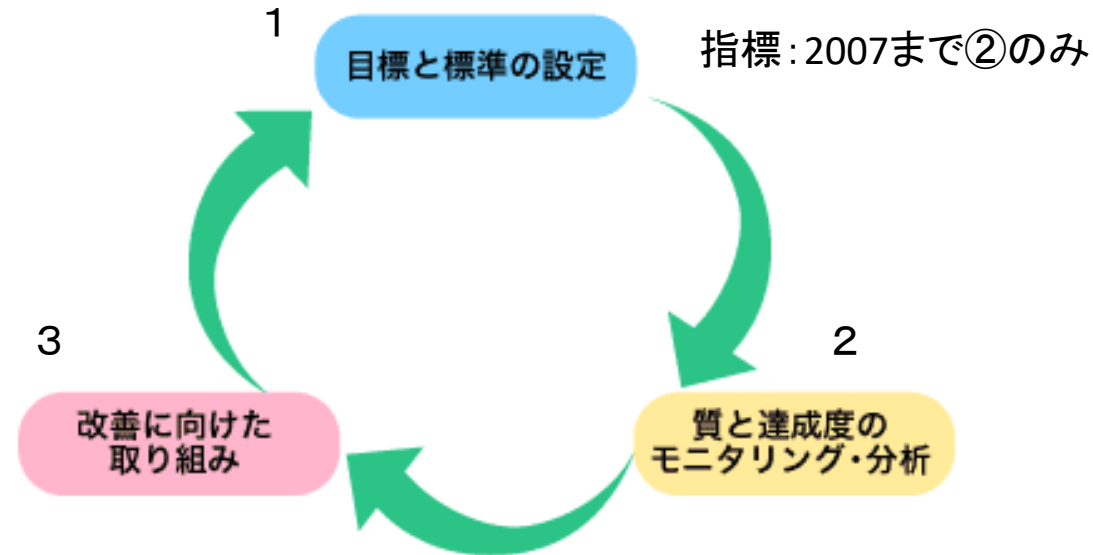 1
目標と標準の設定
指標:2007まで②のみ
3
2
改善に向けた
取り組み
質と達成度の
モニタリング・分析